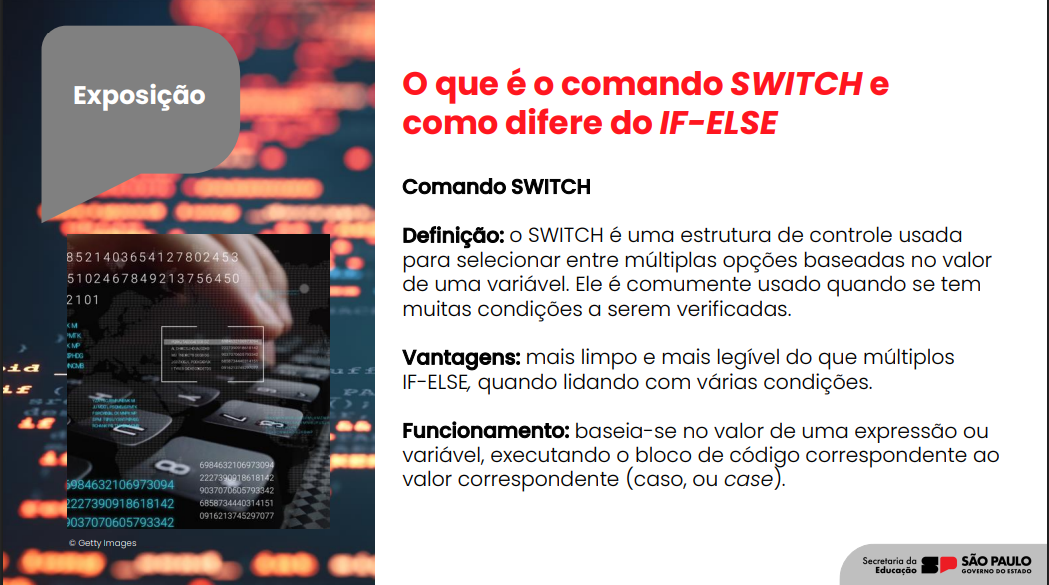 Exposição
O que é o comando SWITCH e
como difere do IF-ELSE
Comando SWITCH
Definição: o SWITCH é uma estrutura de controle usada
para selecionar entre múltiplas opções baseadas no valor
de uma variável. Ele é comumente usado quando se tem
muitas condições a serem verificadas.
Vantagens: mais limpo e mais legível do que múltiplos
IF-ELSE, quando lidando com várias condições.
Funcionamento: baseia-se no valor de uma expressão ou
variável, executando o bloco de código correspondente ao
valor correspondente (caso, ou case).
8521403654127802453
5102467849213756450
2101
6984632106973094
2227390918618142
9037070605793342
6858734440314151
0916213745297077
9984632106973094
2227390918618142
9037070605793342
© Getty Images
Secretaria da
Educação
SÃO PAULO
GOVERNO DO ESTADO